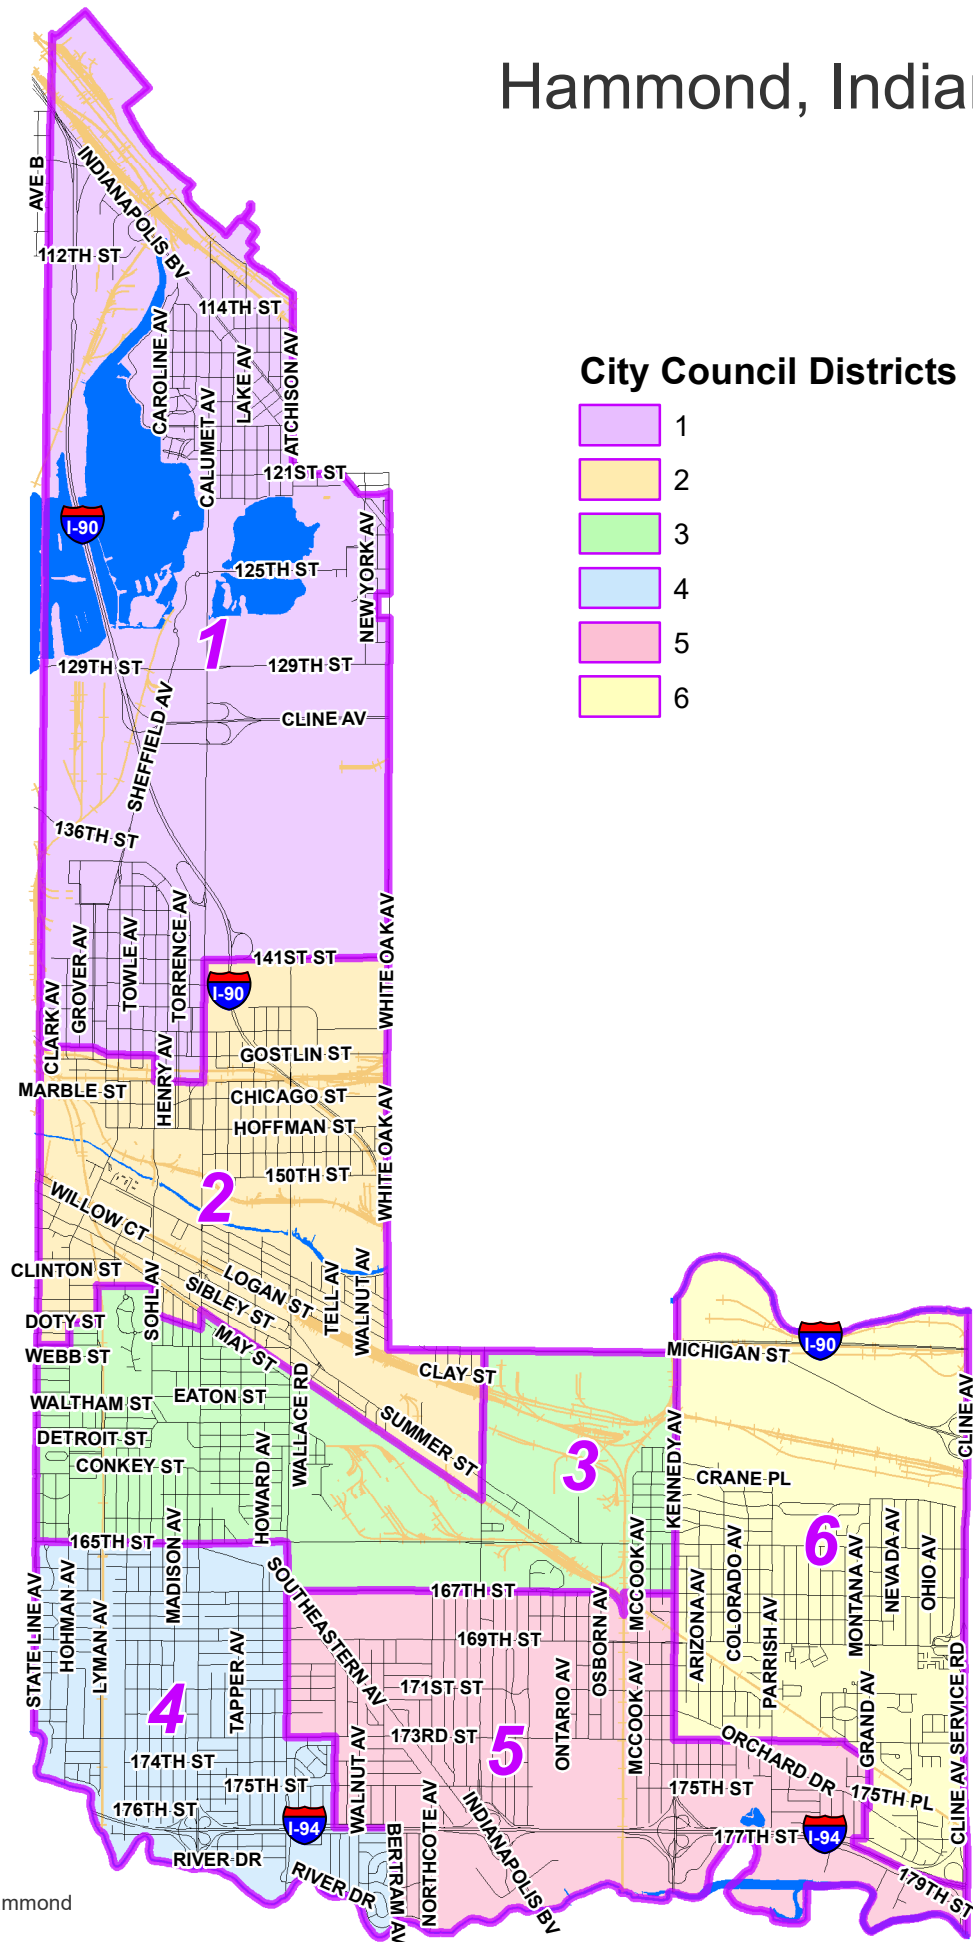 Hammond, India
AVE B
INDIANAPOLIS BV
112TH ST
114TH ST
CAROLINE AV
LAKE AV
ATCHISON AV
CALUMET AV
City Council Districts
1
2
3
4
5
6
121ST ST
I-90
NEW YORK AV
125TH ST
1
129TH ST
129TH ST
SHEFFIELD AV
CLINE AV
136TH ST
GROVER AV
TOWLE AV
TORRENCE AV
WHITE OAK AV
141ST ST
I-90
CLARK AV
HENRY AV
GOSTLIN ST
MARBLE ST
CHICAGO ST
HOFFMAN ST
WHITE OAK AV
150TH ST
2
WILLOW CT
CLINTON ST
SOHL AV
LOGAN ST
SIBLEY ST
TELL AV
WALNUT AV
DOTY ST
MAY ST
WEBB ST
I-90
MICHIGAN ST
CLAY ST
EATON ST
WALTHAM ST
WALLACE RD
CLINE AV
DETROIT ST
SUMMER ST
CONKEY ST
HOWARD AV
3
KENNEDY AV
CRANE PL
165TH ST
MADISON AV
MCCOOK AV
6
COLORADO AV
MONTANA AV
NEVADA AV
OHIO AV
STATE LINE AV
HOHMAN AV
LYMAN AV
SOUTHEASTERN AV
167TH ST
OSBORN AV
ARIZONA AV
PARRISH AV
169TH ST
TAPPER AV
171ST ST
4
173RD ST
5
ONTARIO AV
MCCOOK AV
GRAND AV
CLINE AV SERVICE RD
ORCHARD DR
174TH ST
175TH ST
WALNUT AV
175TH ST
175TH PL
176TH ST
I-94
NORTHCOTE AV
INDIANAPOLIS BV
177TH ST
I-94
RIVER DR
RIVER DR
BERTRAM AV
179TH ST
mmond